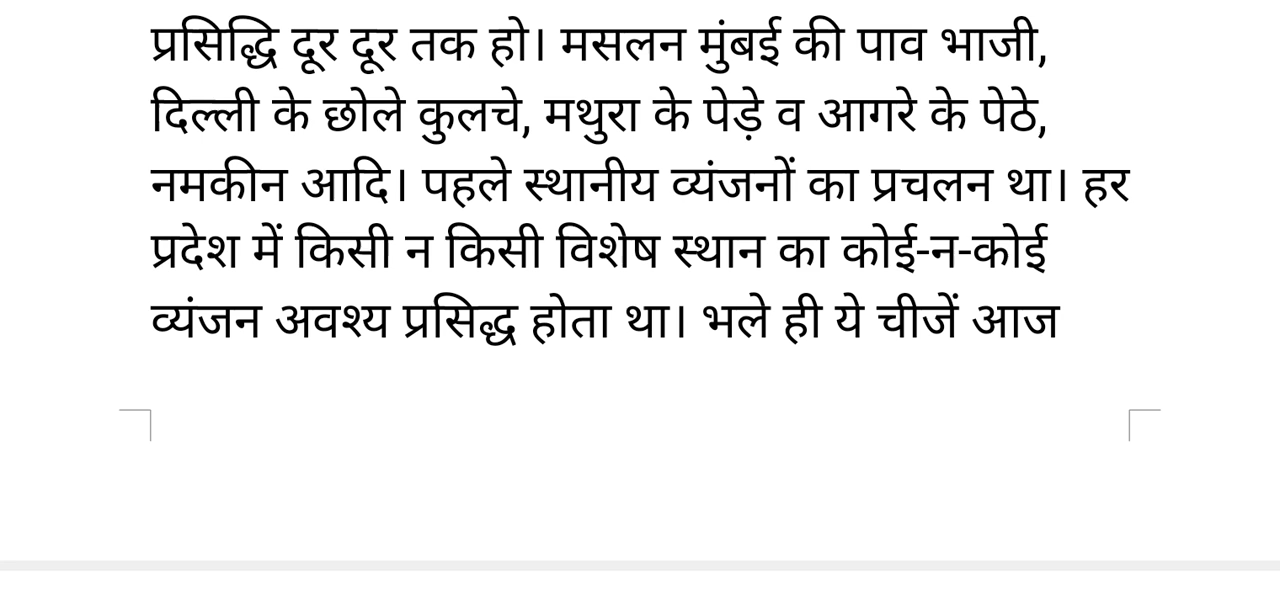 प्रसिद्धि दूर दूर तक हो। मसलन मुंबई की पाव भाजी,
दिल्ली के छोले कुलचे, मथुरा के पेड़े व आगरे के पेठे,
नमकीन आदि। पहले स्थानीय व्यंजनों का प्रचलन था। हर
प्रदेश में किसी न किसी विशेष स्थान का कोई-न-कोई
व्यंजन अवश्य प्रसिद्ध होता था। भले ही ये चीजें आज